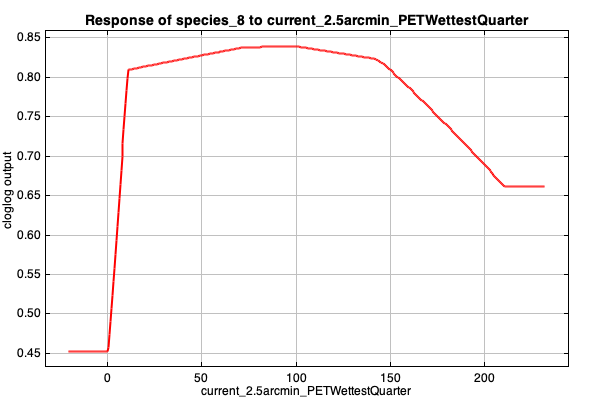 Response of species_8 to current_2.5arcmin_PETWettestQuarter
cloglog output
0.85
0.80
0.75
0.70
0.65
0.60
0.55
0.50
0.45
0 50 100 150 200
current_2.5arcmin_PETWettestQuarter